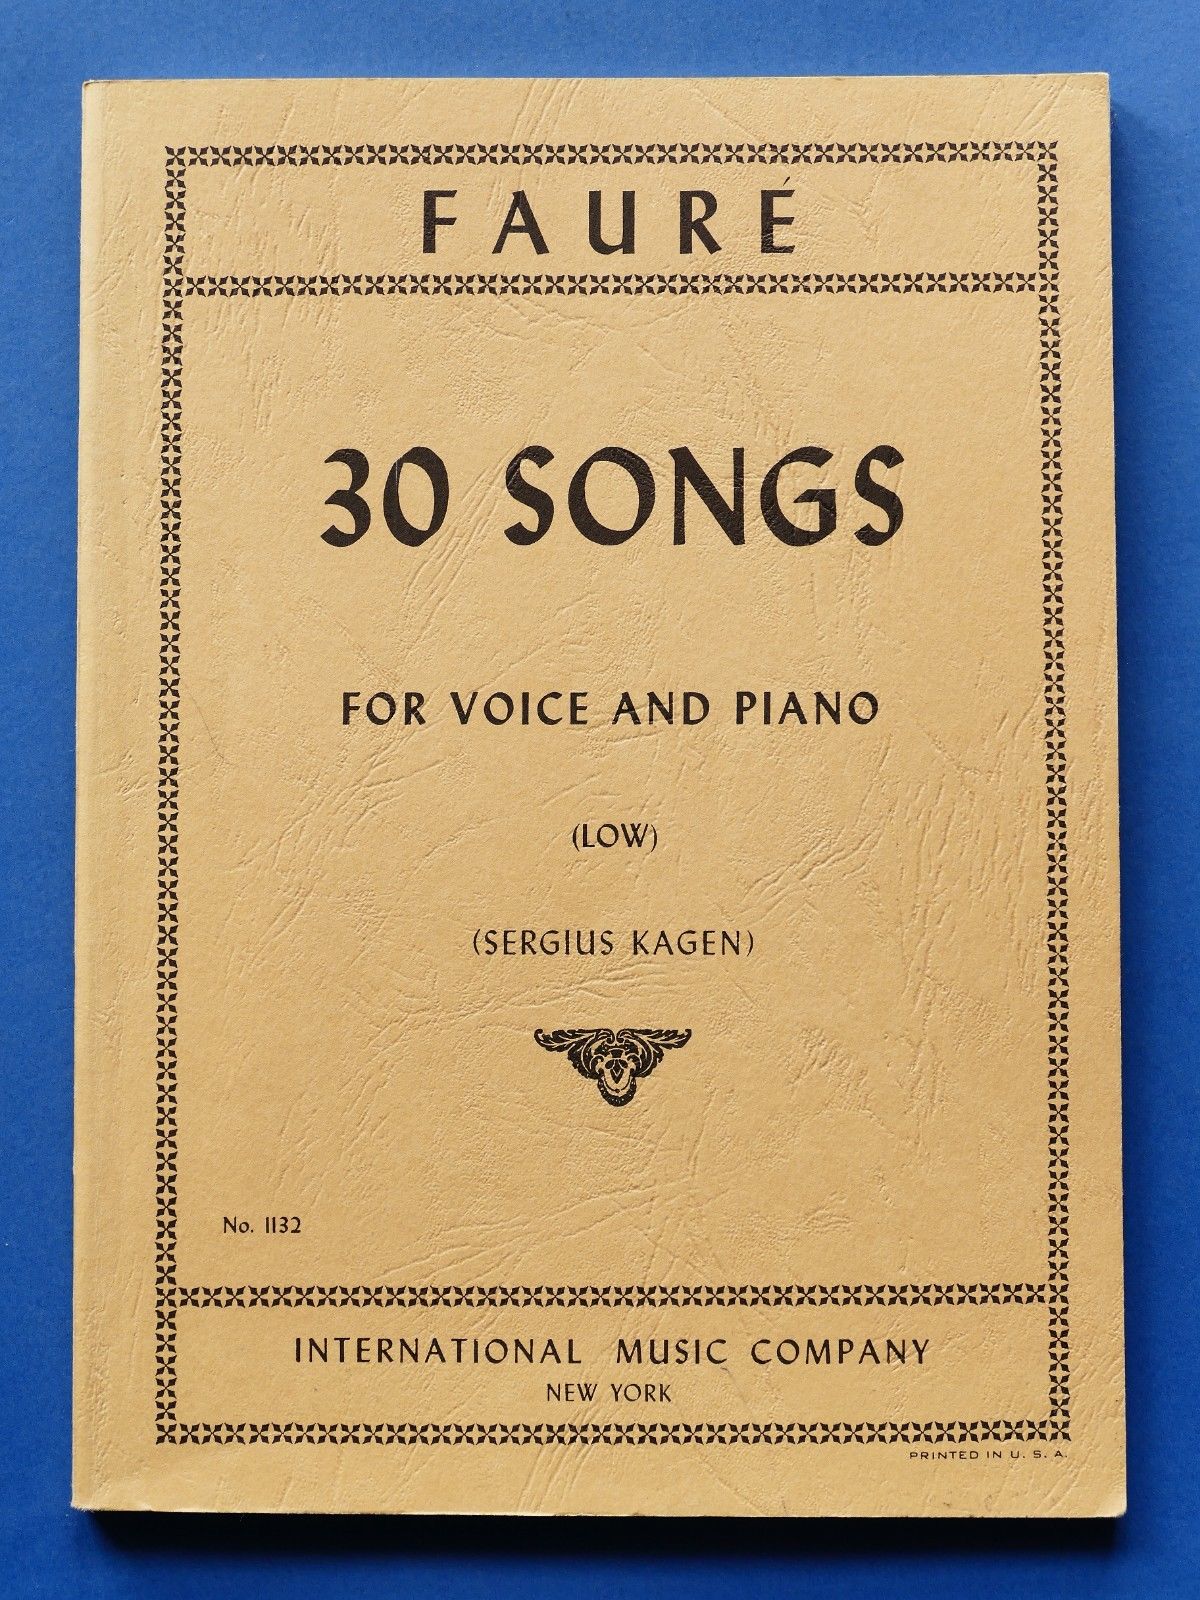 FAURÉ
30 SONGS
FOR VOICE AND PIANO
(LOW)
(SERGIUS KAGEN)
No. 1132
INTERNATIONAL MUSIC COMPANY
NEW YORK
PRINTED IN U. S. A.